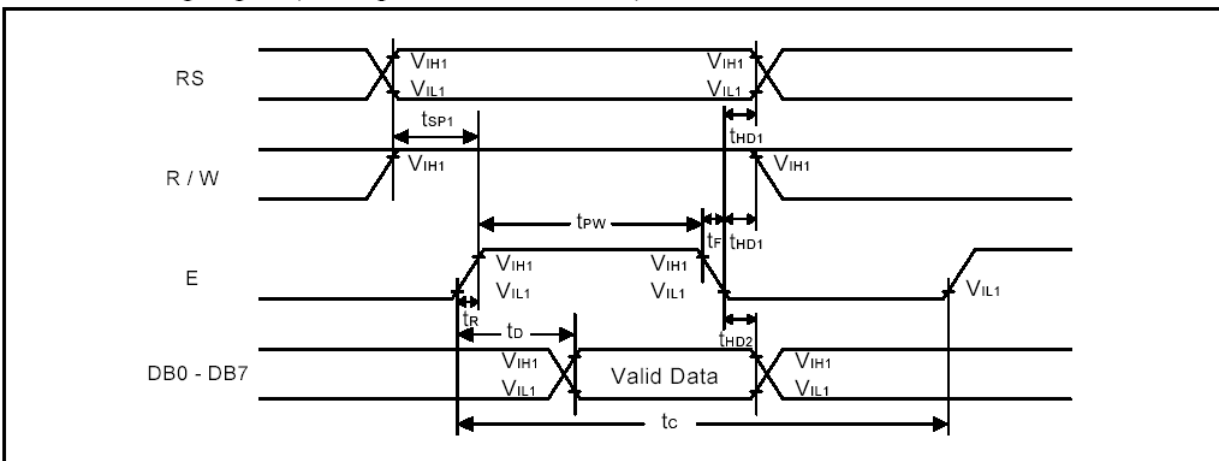 RS VIH1 VIH1
VIL1 VIL1
tSP1 tHD1
R / W VIH1 VIH1
tPW tF tHD1
E VIH1 VIH1
VIL1 VIL1 VIL1
tR tD tHD2
DB0 - DB7 VIH1 Valid Data VIH1
VIL1 VIL1
tC